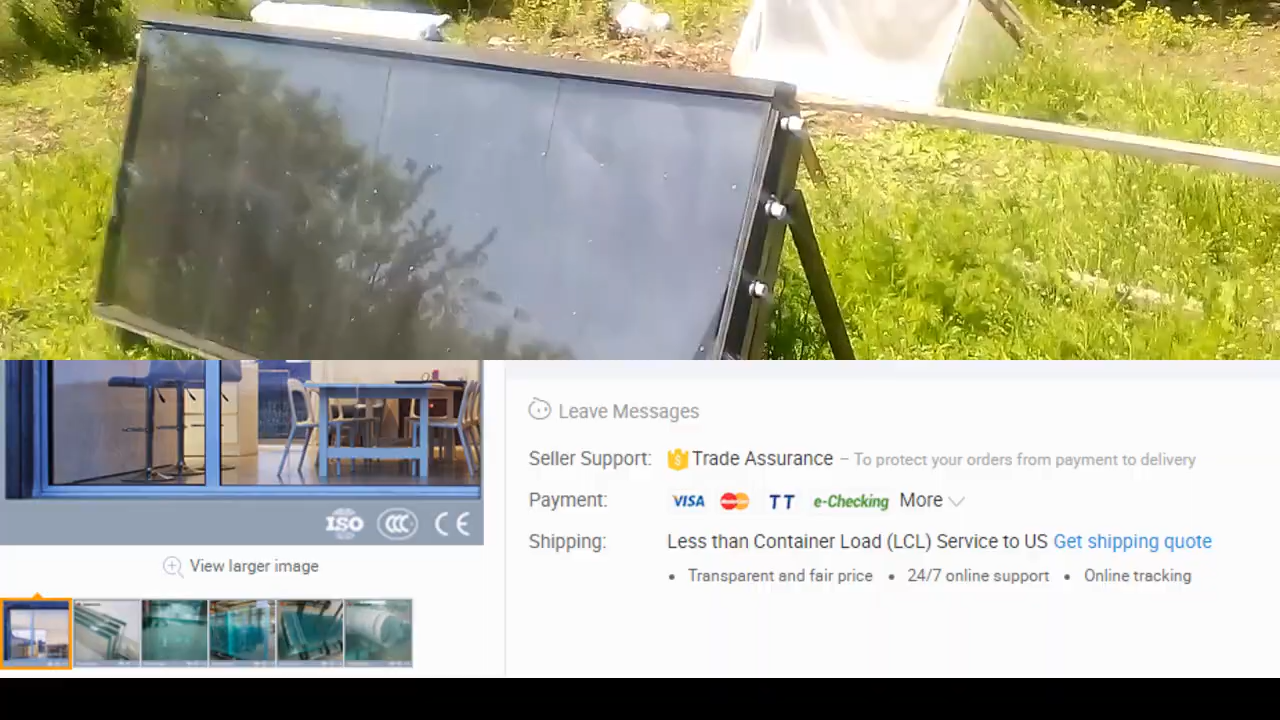 Leave Messages
Seller Support: Trade Assurance – To protect your orders from payment to delivery
Payment: VISA TT e-Checking More
Shipping: Less than Container Load (LCL) Service to US Get shipping quote
• Transparent and fair price • 24/7 online support • Online tracking
ISO CCC CE
View larger image